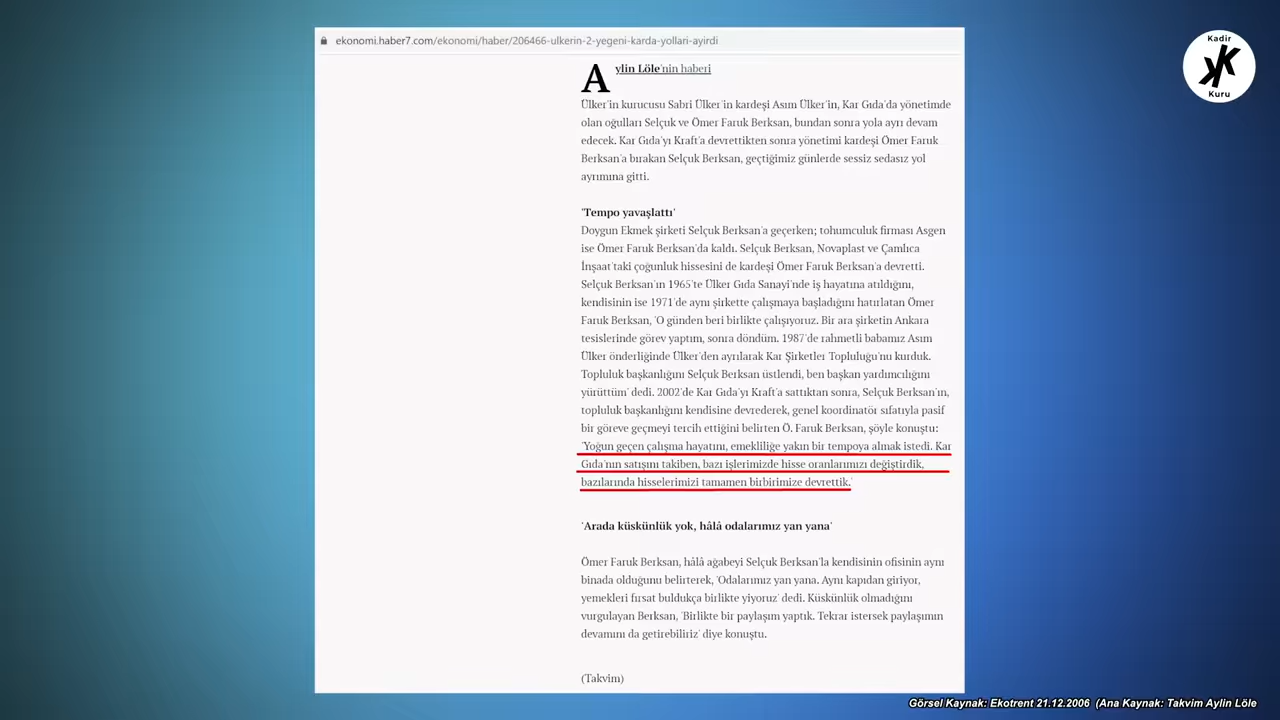 ekonomi.haber7.com/ekonomi/haber/206466-ulkerin-2-yegeni-karda-yollari-ayirdi
Kadir
KK
Kuru
Aylin Löle'nin haberi
Ülker'in kurucusu Sabri Ülker'in kardeşi Asım Ülker'in, Kar Gıda'da yönetimde
olan oğulları Selçuk ve Ömer Faruk Berksan, bundan sonra yola ayrı devam
edecek. Kar Gıda'yı Kraft'a devrettikten sonra yönetimi kardeşi Ömer Faruk
Berksan'a bırakan Selçuk Berksan, geçtiğimiz günlerde sessiz sedasız yol
ayrımına gitti.
'Tempo yavaşlattı'
Doygun Ekmek şirketi Selçuk Berksan'a geçerken; tohumculuk firması Asgen
ise Ömer Faruk Berksan'da kaldı. Selçuk Berksan, Novaplast ve Çamlıca
İnşaat'taki çoğunluk hissesini de kardeşi Ömer Faruk Berksan'a devretti.
Selçuk Berksan'ın 1965'te Ülker Gıda Sanayi'nde iş hayatına atıldığını,
kendisinin ise 1971'de aynı şirkette çalışmaya başladığını hatırlatan Ömer
Faruk Berksan, 'O günden beri birlikte çalışıyoruz. Bir ara şirketin Ankara
tesislerinde görev yaptım, sonra döndüm. 1987'de rahmetli babamız Asım
Ülker önderliğinde Ülker'den ayrılarak Kar Şirketler Topluluğu'nu kurduk.
Topluluk başkanlığını Selçuk Berksan üstlendi, ben başkan yardımcılığını
yürüttüm' dedi. 2002'de Kar Gıda'yı Kraft'a sattıktan sonra, Selçuk Berksan'ın,
topluluk başkanlığını kendisine devrederek, genel koordinatör sıfatıyla pasif
bir göreve geçmeyi tercih ettiğini belirten Ö. Faruk Berksan, şöyle konuştu:
'Yoğun geçen çalışma hayatını, emekliliğe yakın bir tempoya almak istedi. Kar
Gıda'nın satışını takiben, bazı işlerimizde hisse oranlarımızı değiştirdik,
bazılarında hisselerimizi tamamen birbirimize devrettik.'
'Arada küskünlük yok, hâlâ odalarımız yan yana'
Ömer Faruk Berksan, hâlâ ağabeyi Selçuk Berksan'la kendisinin ofisinin aynı
binada olduğunu belirterek, 'Odalarımız yan yana. Aynı kapıdan giriyor,
yemekleri fırsat buldukça birlikte yiyoruz' dedi. Küskünlük olmadığını
vurgulayan Berksan, 'Birlikte bir paylaşım yaptık. Tekrar istersek paylaşımın
devamını da getirebiliriz' diye konuştu.
(Takvim)
Görsel Kaynak: Ekotrent 21.12.2006 (Ana Kaynak: Takvim Aylin Löle